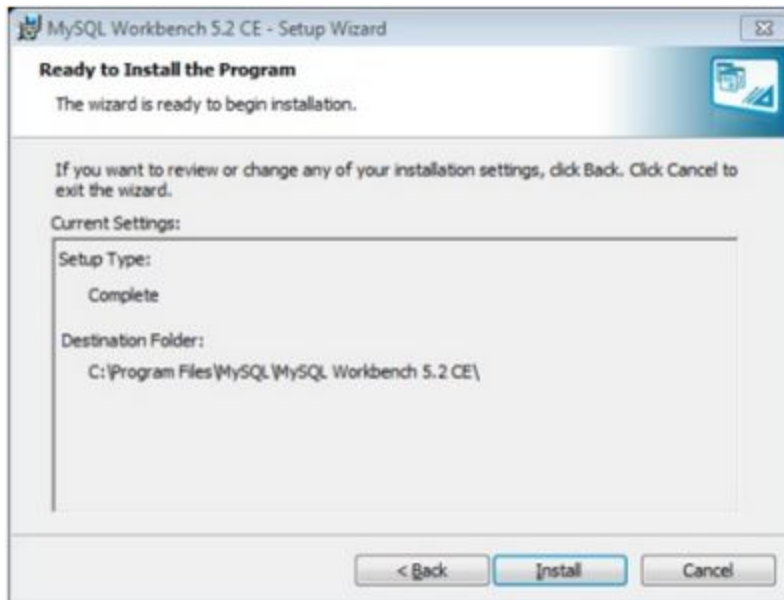 MySQL Workbench 5.2 CE - Setup Wizard
Ready to Install the Program
The wizard is ready to begin installation.
If you want to review or change any of your installation settings, click Back. Click Cancel to
exit the wizard.
Current Settings:
Setup Type:
Complete
Destination Folder:
C:\Program Files\MySQL\MySQL Workbench 5.2 CE\
< Back
Install
Cancel